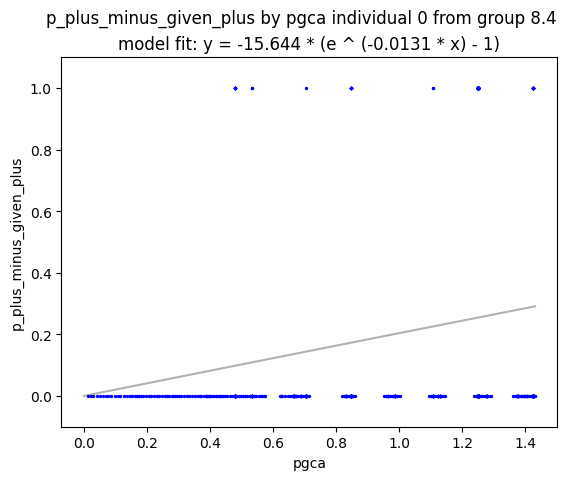 p_plus_minus_given_plus by pgca individual 0 from group 8.4
model fit: y = -15.644 * (e ^ (-0.0131 * x) - 1)
1.0
0.8
0.6
0.4
0.2
0.0
p_plus_minus_given_plus
0.0 0.2 0.4 0.6 0.8 1.0 1.2 1.4
pgca